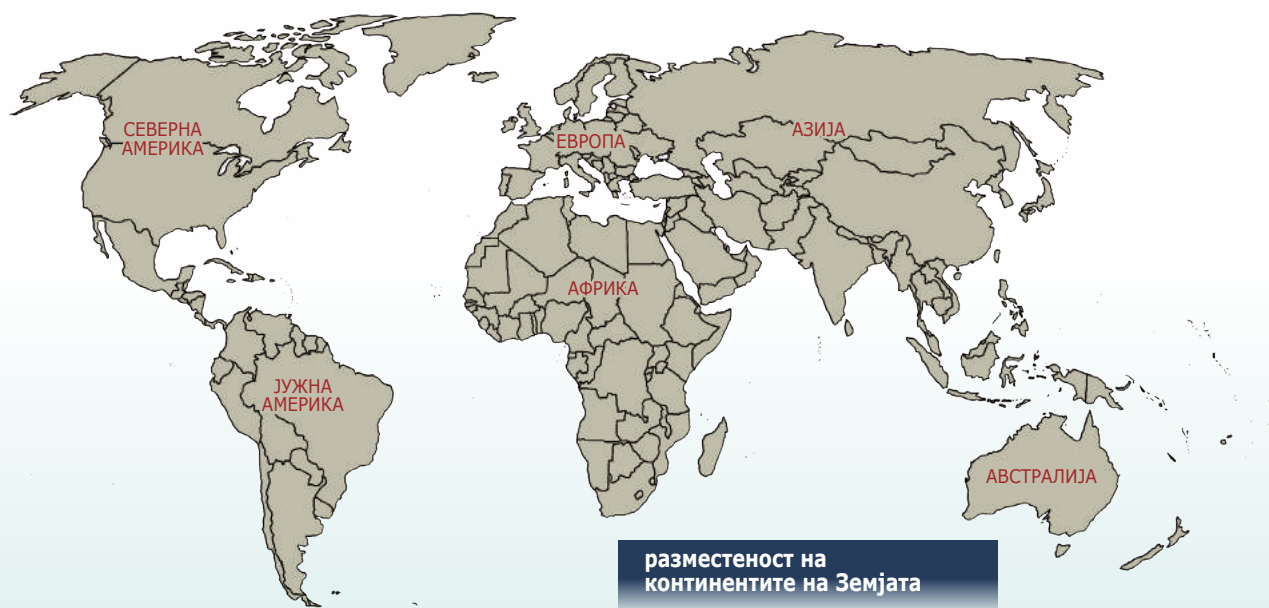 СЕВЕРНА
АМЕРИКА
ЕВРОПА
АЗИЈА
АФРИКА
ЈУЖНА
АМЕРИКА
АВСТРАЛИЈА
разместеност на
континентите на Земјата